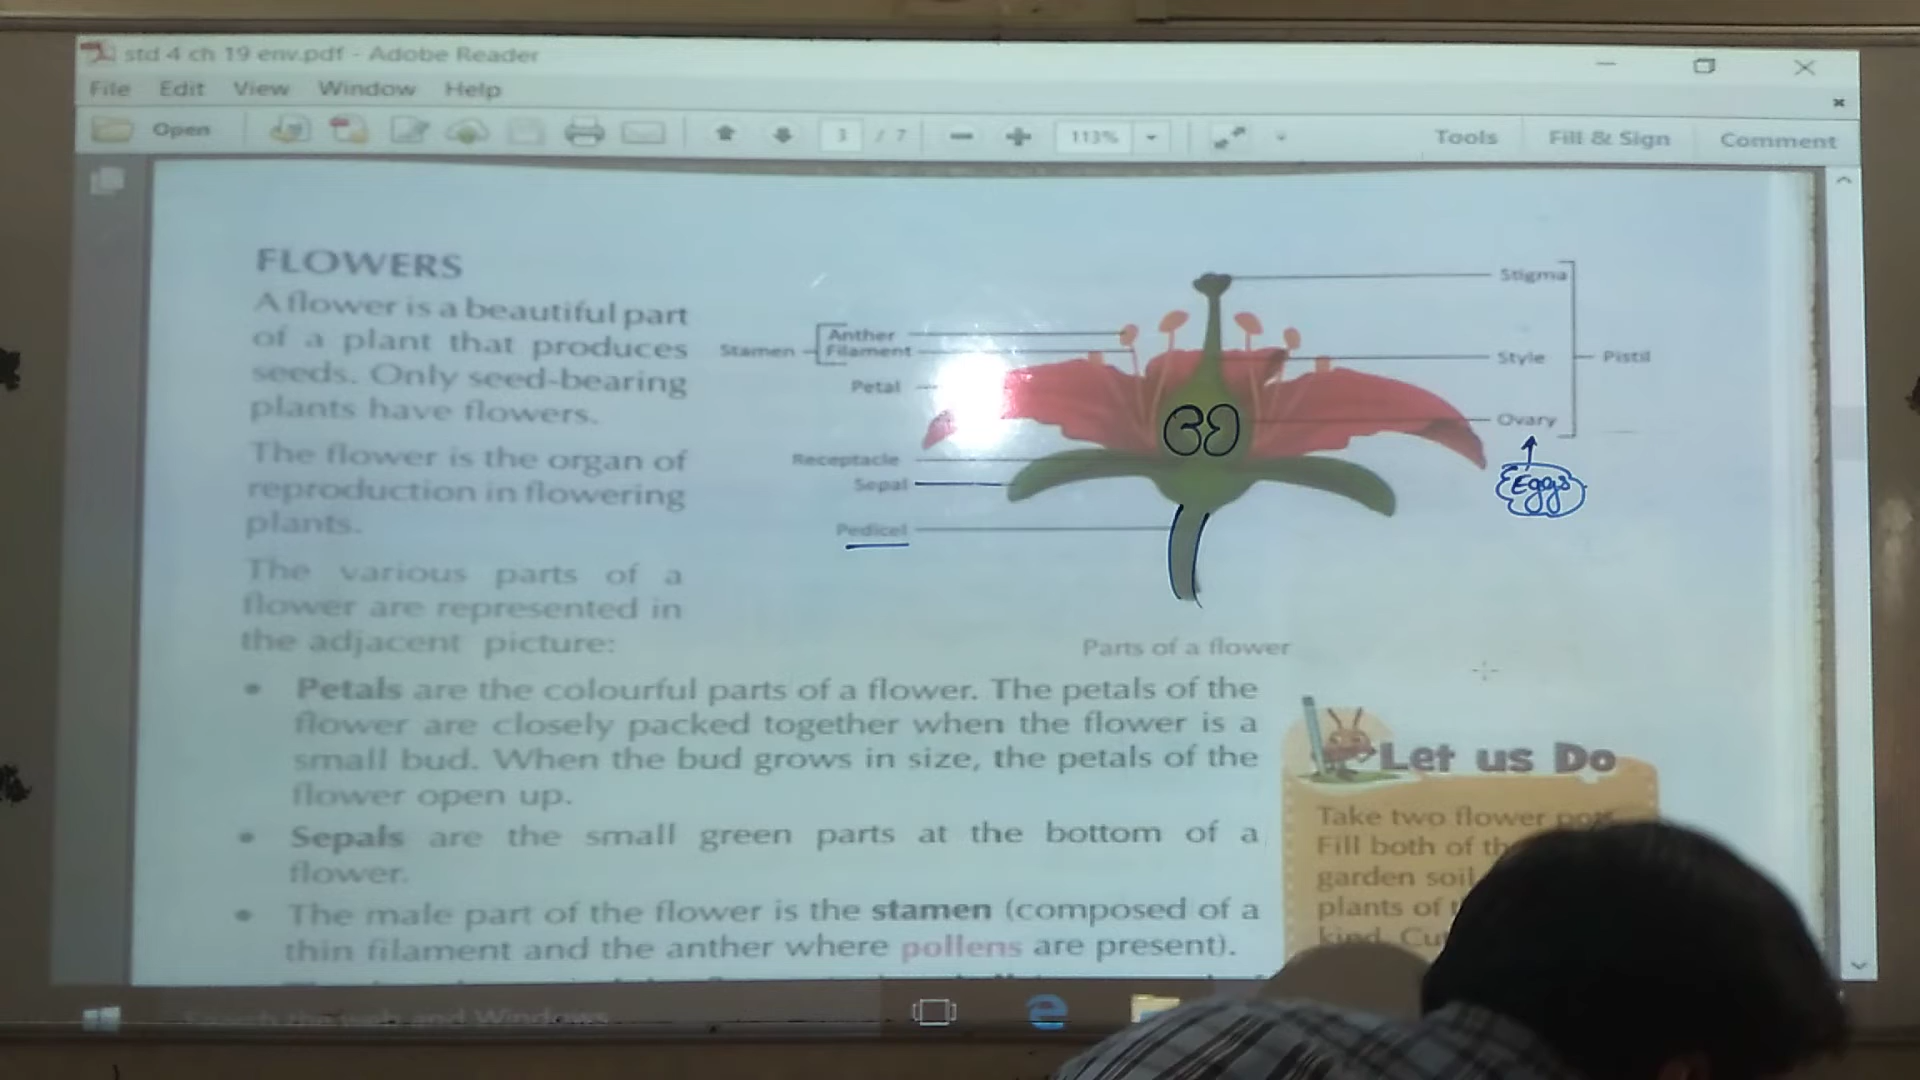 std 4 ch 19 env.pdf - Adobe Reader
File Edit View Window Help
Open 3 / 7 113% Tools Fill & Sign Comment
FLOWERS
A flower is a beautiful part
of a plant that produces
seeds. Only seed-bearing
plants have flowers.
The flower is the organ of
reproduction in flowering
plants.
The various parts of a
flower are represented in
the adjacent picture:
Stigma
Anther
Stamen
Filament
Style
Pistil
Petal
Ovary
Receptacle
Sepal
Eggs
Pedicel
Parts of a flower
• Petals are the colourful parts of a flower. The petals of the
flower are closely packed together when the flower is a
small bud. When the bud grows in size, the petals of the
flower open up.
• Sepals are the small green parts at the bottom of a
flower.
• The male part of the flower is the stamen (composed of a
thin filament and the anther where pollens are present).
Let us Do
Take two flower
Fill both of
garden soil
plants of
kind.
Search the web and Windows